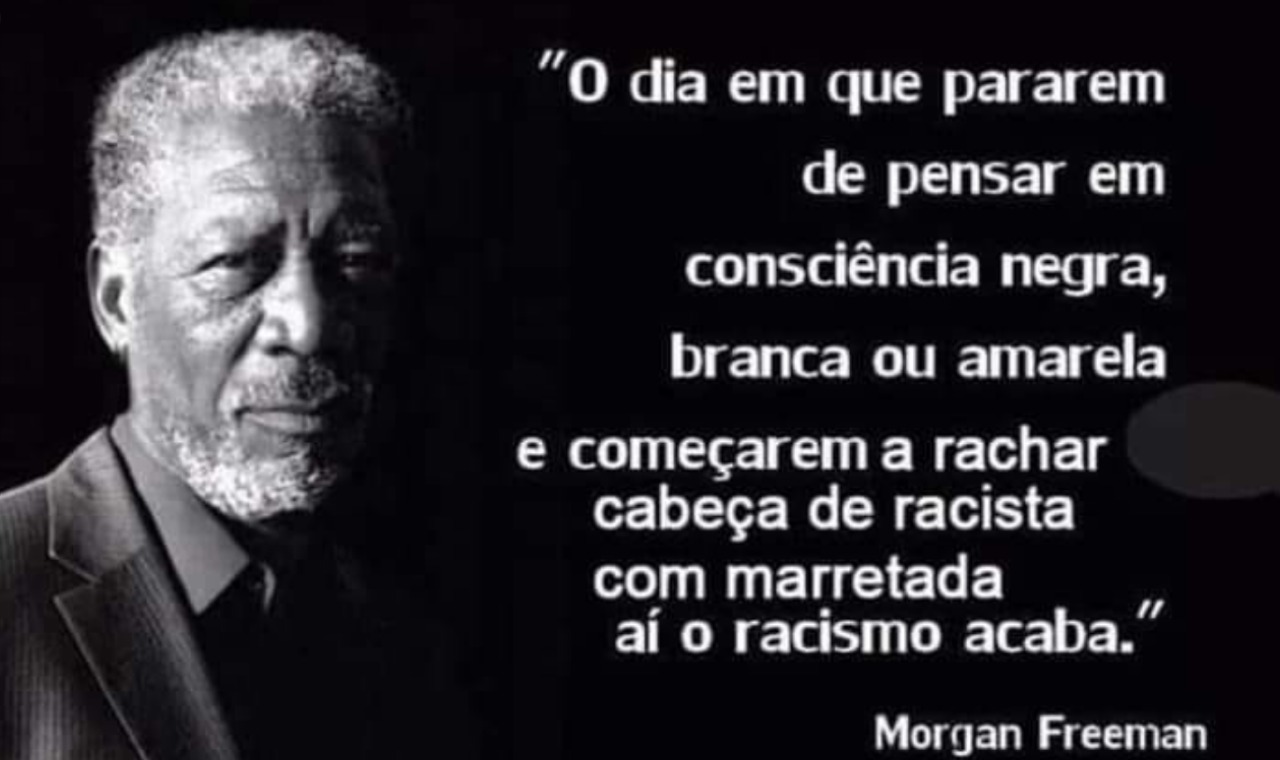 "O dia em que pararem
de pensar em
consciência negra,
branca ou amarela
e começarem a rachar
cabeça de racista
com marretada
aí o racismo acaba."
Morgan Freeman